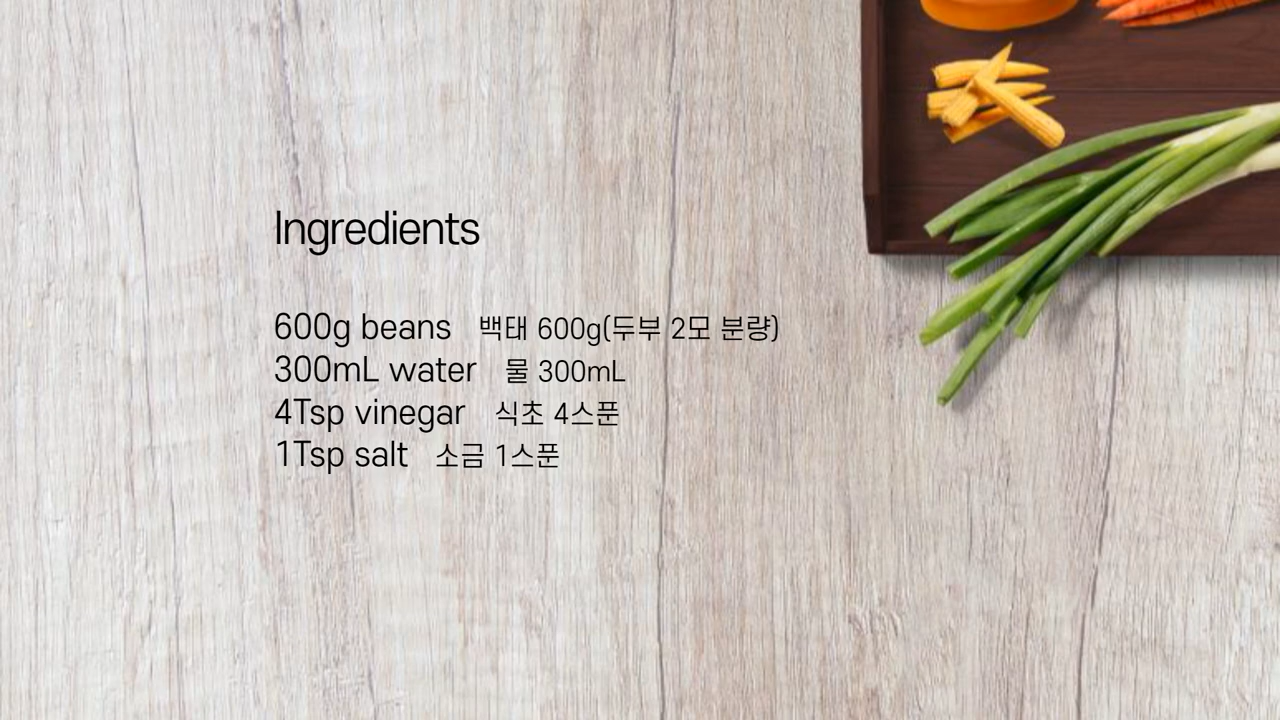 Ingredients
600g beans 백태 600g(두부 2모 분량)
300mL water 물 300mL
4Tsp vinegar 식초 4스푼
1Tsp salt 소금 1스푼